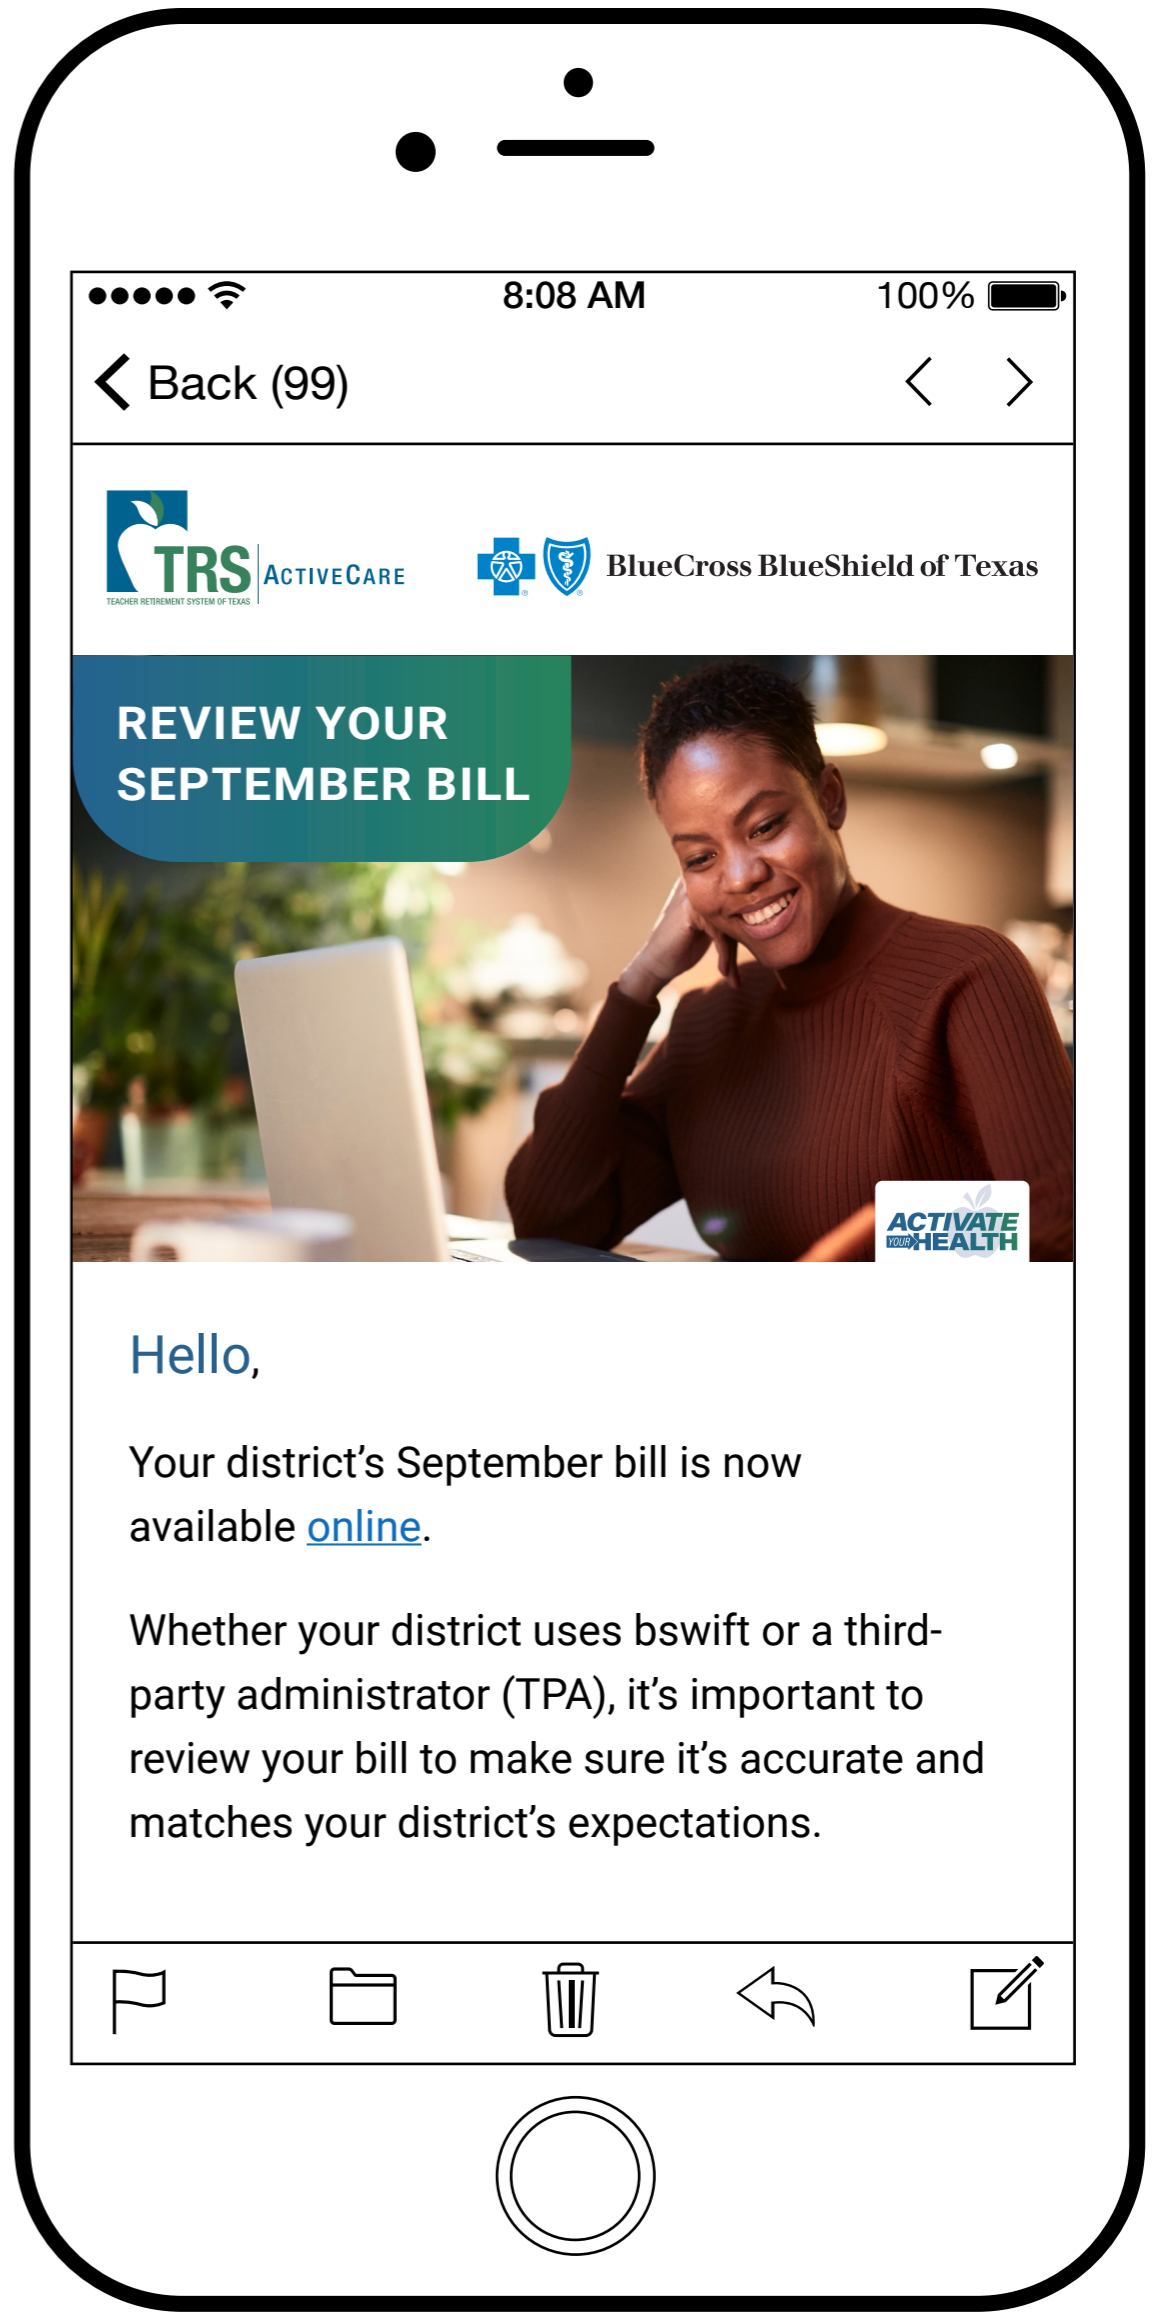 8:08 AM 100%
Back (99)
TRS ACTIVECARE
TEACHER RETIREMENT SYSTEM OF TEXAS
BlueCross BlueShield of Texas
REVIEW YOUR
SEPTEMBER BILL
ACTIVATE
YOUR HEALTH
Hello,
Your district’s September bill is now
available online.
Whether your district uses bswift or a third-
party administrator (TPA), it’s important to
review your bill to make sure it’s accurate and
matches your district’s expectations.